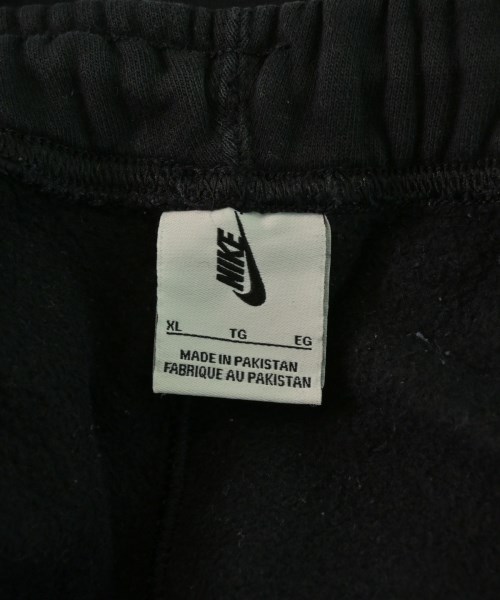 NIKE
XL TG EG
MADE IN PAKISTAN
FABRIQUE AU PAKISTAN